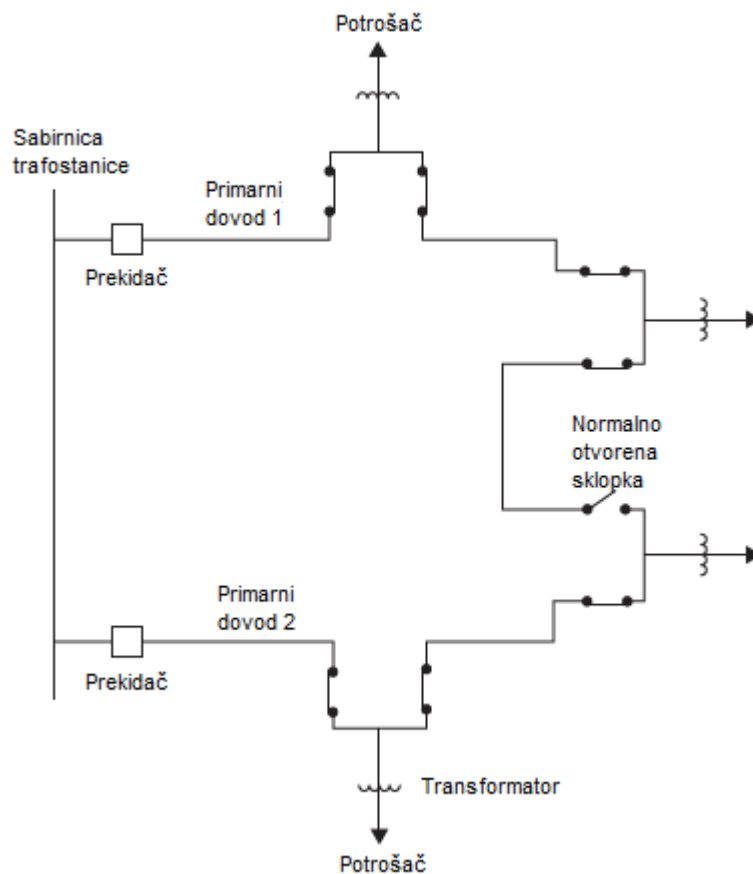 Potrošač
Sabirnica
trafostanice
Primarni
dovod 1
Prekidač
Normalno
otvorena
sklopka
Primarni
dovod 2
Prekidač
Transformator
Potrošač